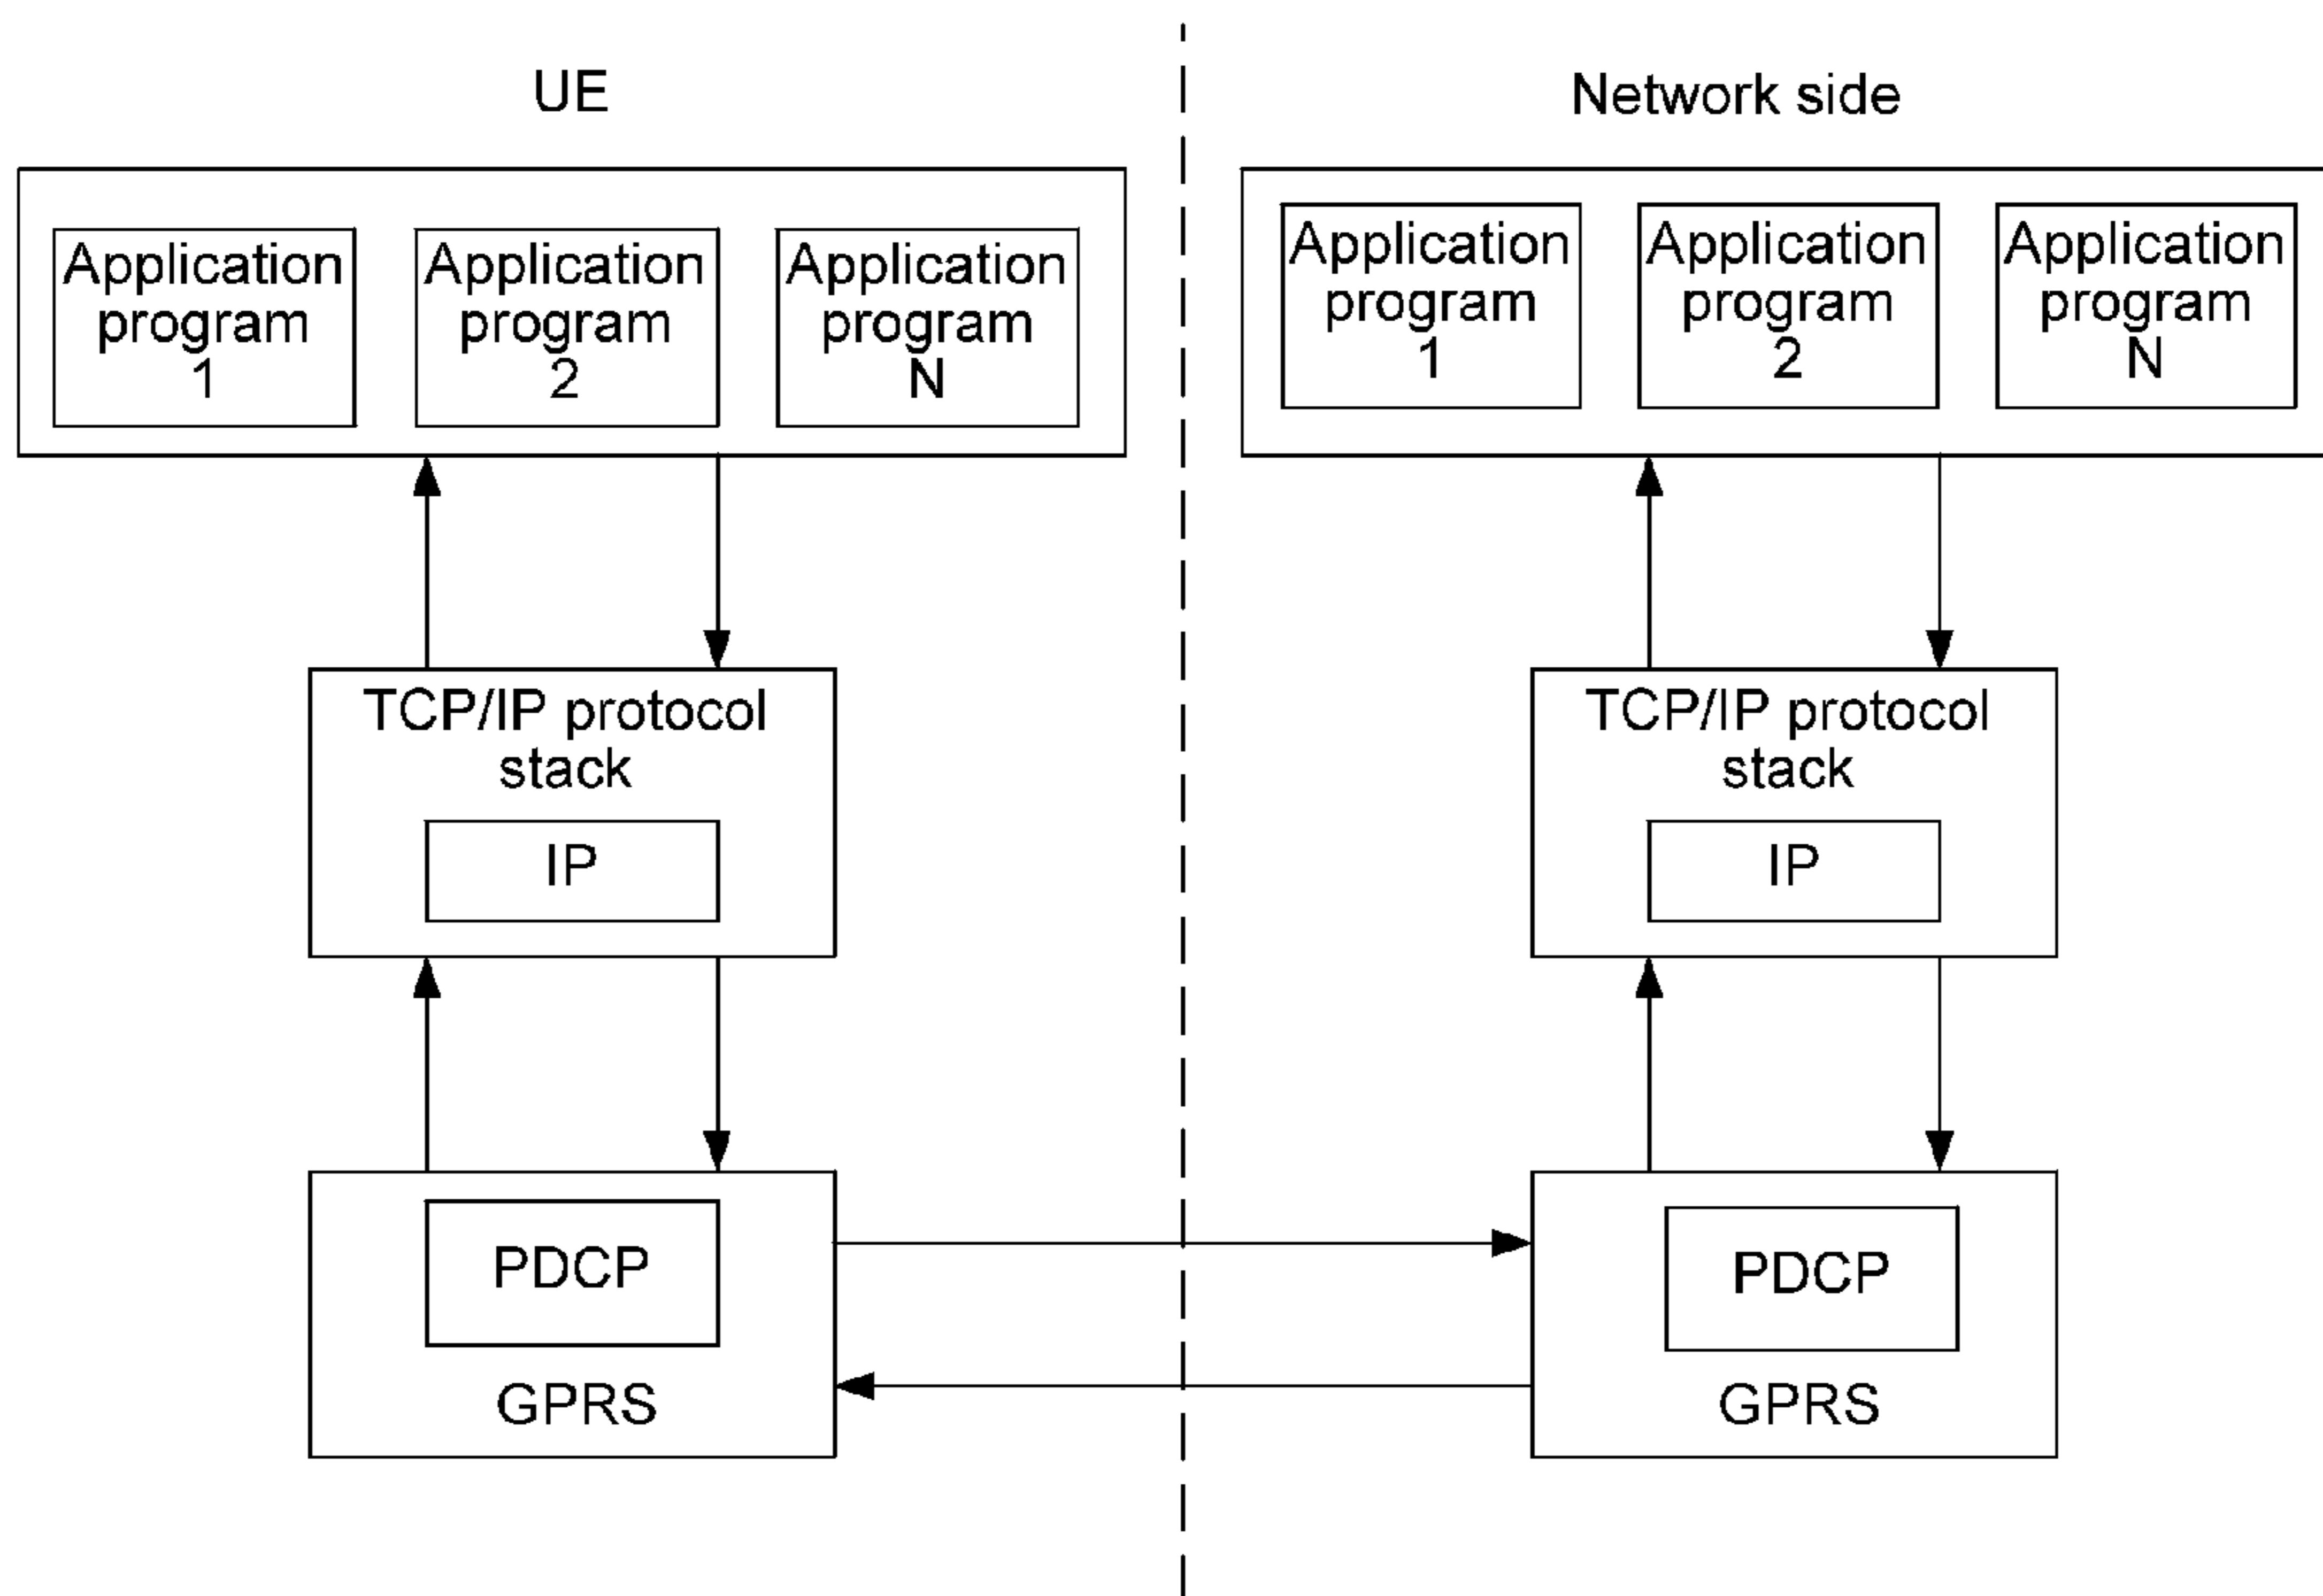 UE
Application
program
1
Application
program
2
Application
program
N
TCP/IP protocol
stack
IP
PDCP
GPRS
Network side
Application
program
1
Application
program
2
Application
program
N
TCP/IP protocol
stack
IP
PDCP
GPRS